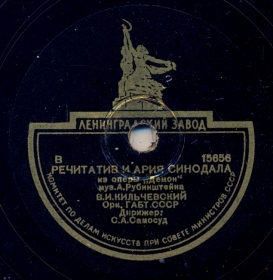 ЛЕНИНГРАДСКИЙ ЗАВОД
В 15656
РЕЧИТАТИВ И АРИЯ СИНОДАЛА
из оперы „Демон“
муз. А. Рубинштейна
В. И. КИЛЬЧЕВСКИЙ
Орк. ГАБТ СССР
Дирижер:
С. А. Самосуд
КОМИТЕТ ПО ДЕЛАМ ИСКУССТВ ПРИ СОВЕТЕ МИНИСТРОВ СССР